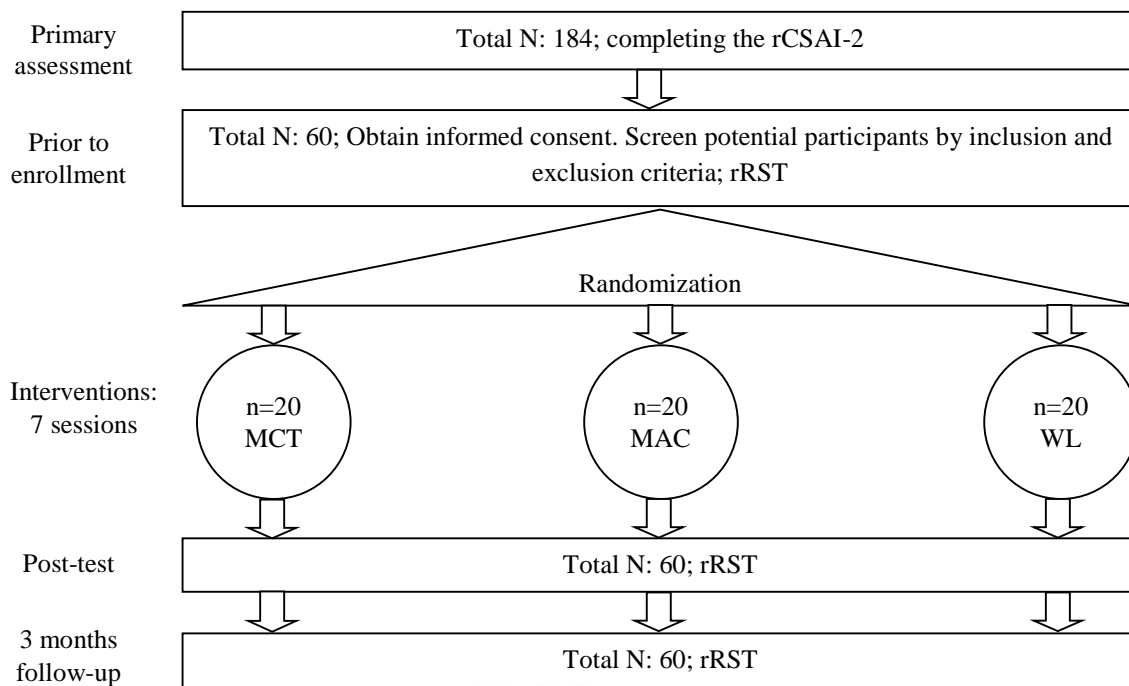 Primary
assessment
Total N: 184; completing the rCSAI-2
Prior to
enrollment
Total N: 60; Obtain informed consent. Screen potential participants by inclusion and
exclusion criteria; rRST
Randomization
Interventions:
7 sessions
n=20
MCT
n=20
MAC
n=20
WL
Post-test
Total N: 60; rRST
3 months
follow-up
Total N: 60; rRST